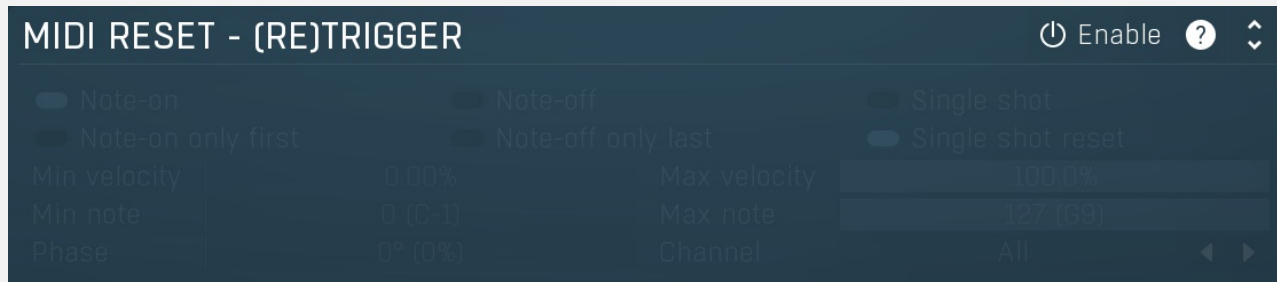 MIDI RESET - (RE)TRIGGER Enable ?
Note-on Note-off Single shot
Note-on only first Note-off only last Single shot reset
Min velocity 0.00% Max velocity 100.0%
Min note 0 (C-1) Max note 127 (G9)
Phase 0° (0%) Channel All